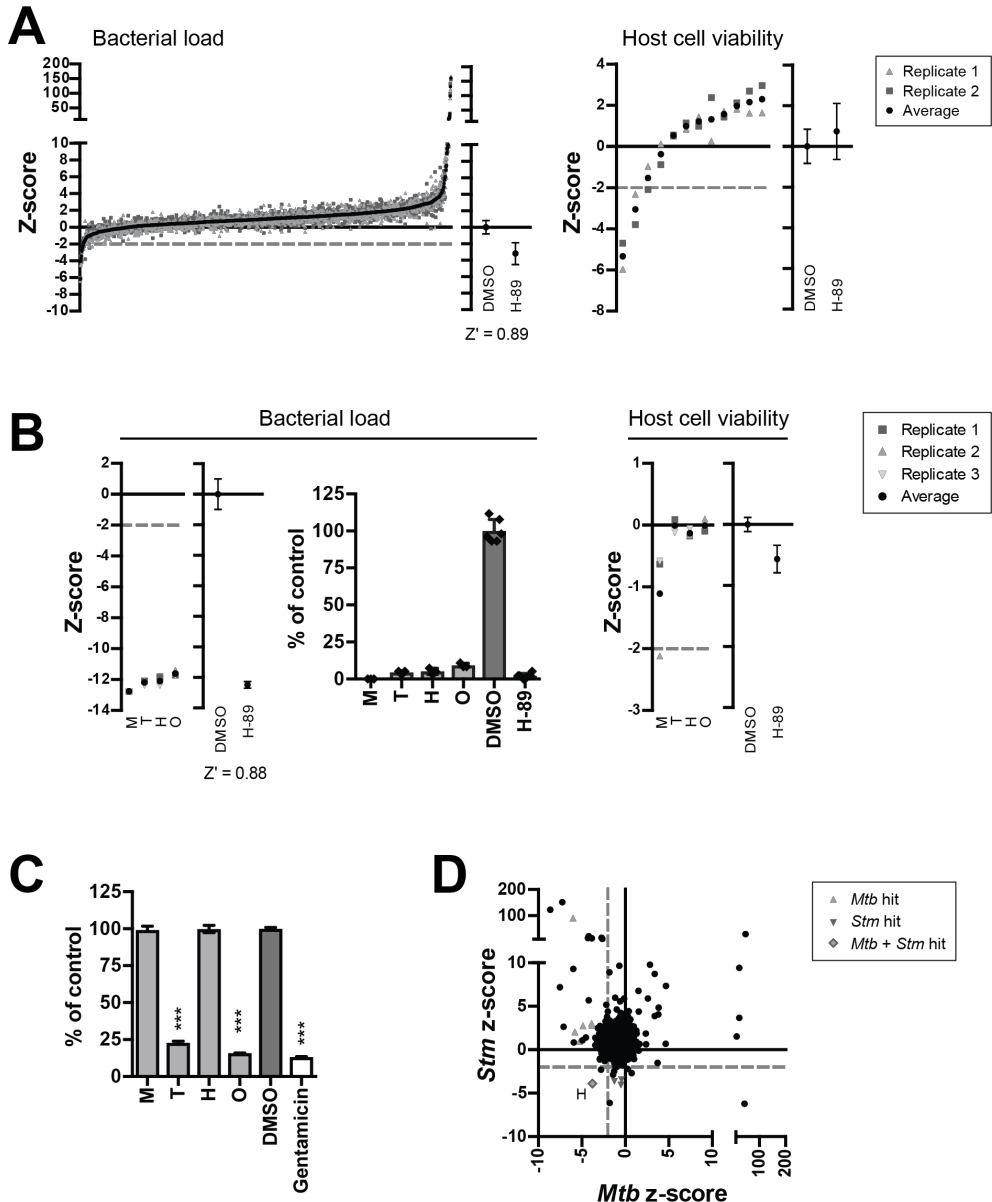 A
Bacterial load
Host cell viability
Replicate 1
Replicate 2
Average
Z-score
200
150
100
50
10
8
6
4
2
0
-2
-4
-6
-8
-10
DMSO
H-89
Z' = 0.89
Z-score
4
2
0
-2
-4
-6
-8
DMSO
H-89
B
Bacterial load
Host cell viability
Replicate 1
Replicate 2
Replicate 3
Average
Z-score
2
0
-2
-4
-6
-8
-10
-12
-14
M
T
H
O
DMSO
H-89
Z' = 0.88
% of control
125
100
75
50
25
0
M
T
H
O
DMSO
H-89
Z-score
1
0
-1
-2
-3
M
T
H
O
DMSO
H-89
C
% of control
125
100
75
50
25
0
***
***
***
M
T
H
O
DMSO
Gentamicin
D
Mtb hit
Stm hit
Mtb + Stm hit
Stm z-score
200
100
10
5
0
-5
-10
H
-10
-5
0
5
10
100
200
Mtb z-score